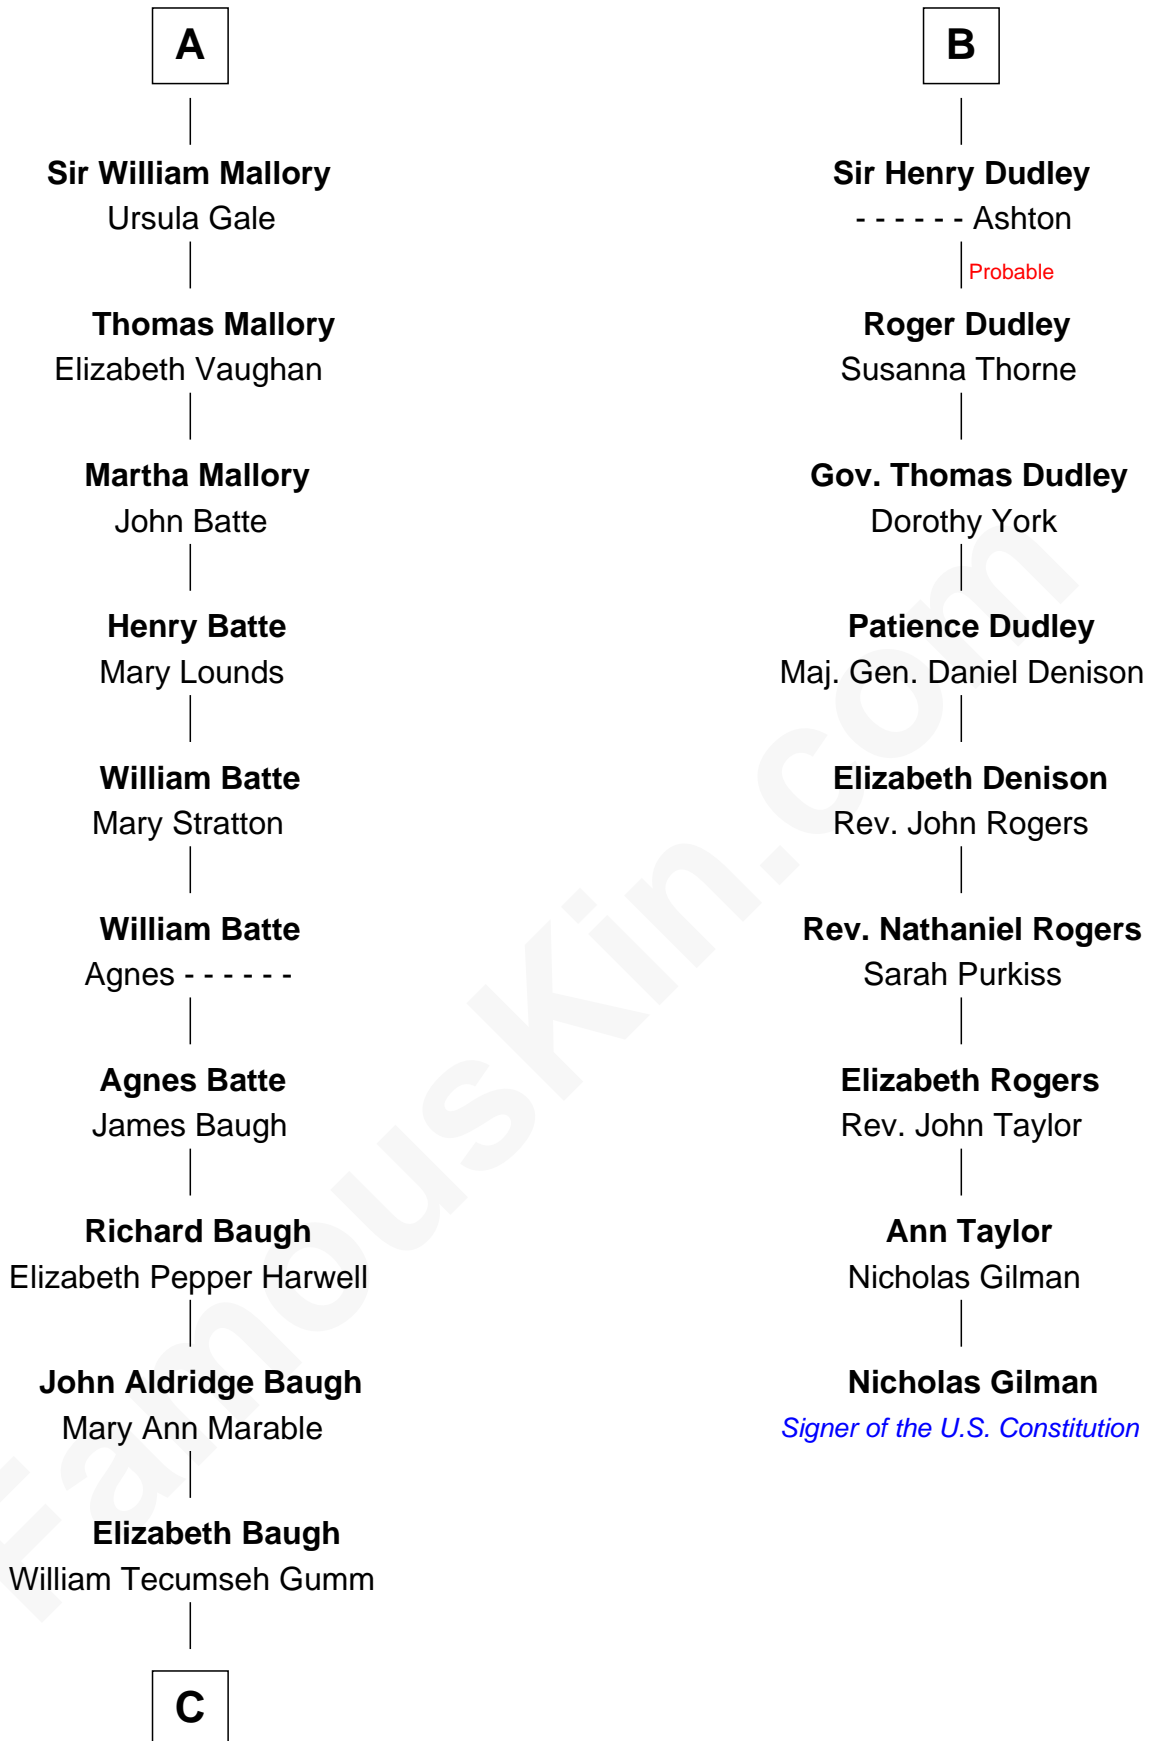 A
Sir William Mallory
Ursula Gale
Thomas Mallory
Elizabeth Vaughan
Martha Mallory
John Batte
Henry Batte
Mary Lounds
William Batte
Mary Stratton
William Batte
Agnes - - - - - -
Agnes Batte
James Baugh
Richard Baugh
Elizabeth Pepper Harwell
John Aldridge Baugh
Mary Ann Marable
Elizabeth Baugh
William Tecumseh Gumm
C
B
Sir Henry Dudley
- - - - - - Ashton
Probable
Roger Dudley
Susanna Thorne
Gov. Thomas Dudley
Dorothy York
Patience Dudley
Maj. Gen. Daniel Denison
Elizabeth Denison
Rev. John Rogers
Rev. Nathaniel Rogers
Sarah Purkiss
Elizabeth Rogers
Rev. John Taylor
Ann Taylor
Nicholas Gilman
Nicholas Gilman
Signer of the U.S. Constitution
FamousKin.com